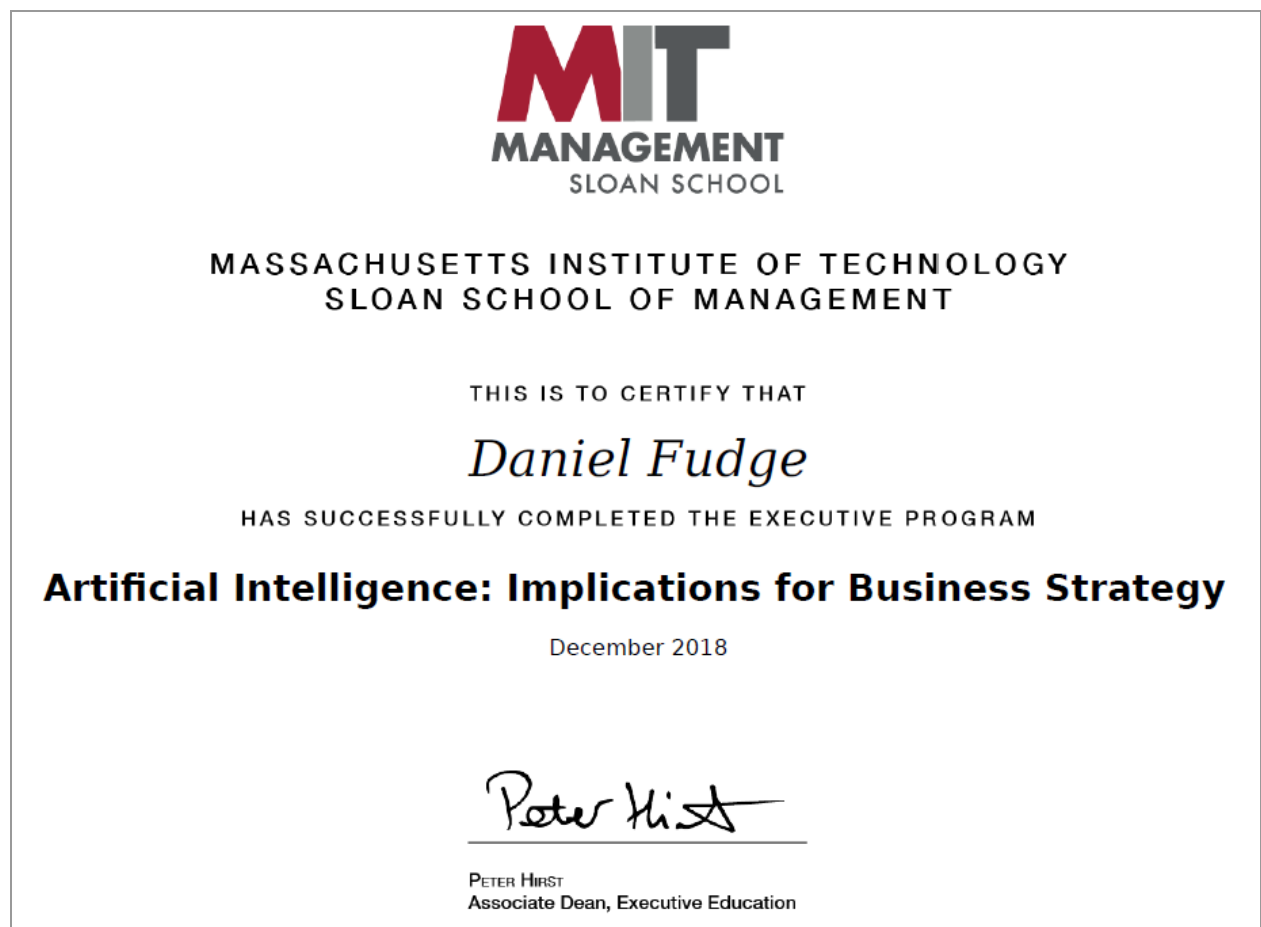 MIT
MANAGEMENT
SLOAN SCHOOL
MASSACHUSETTS INSTITUTE OF TECHNOLOGY
SLOAN SCHOOL OF MANAGEMENT
THIS IS TO CERTIFY THAT
Daniel Fudge
HAS SUCCESSFULLY COMPLETED THE EXECUTIVE PROGRAM
Artificial Intelligence: Implications for Business Strategy
December 2018
Peter Hirst
PETER HIRST
Associate Dean, Executive Education